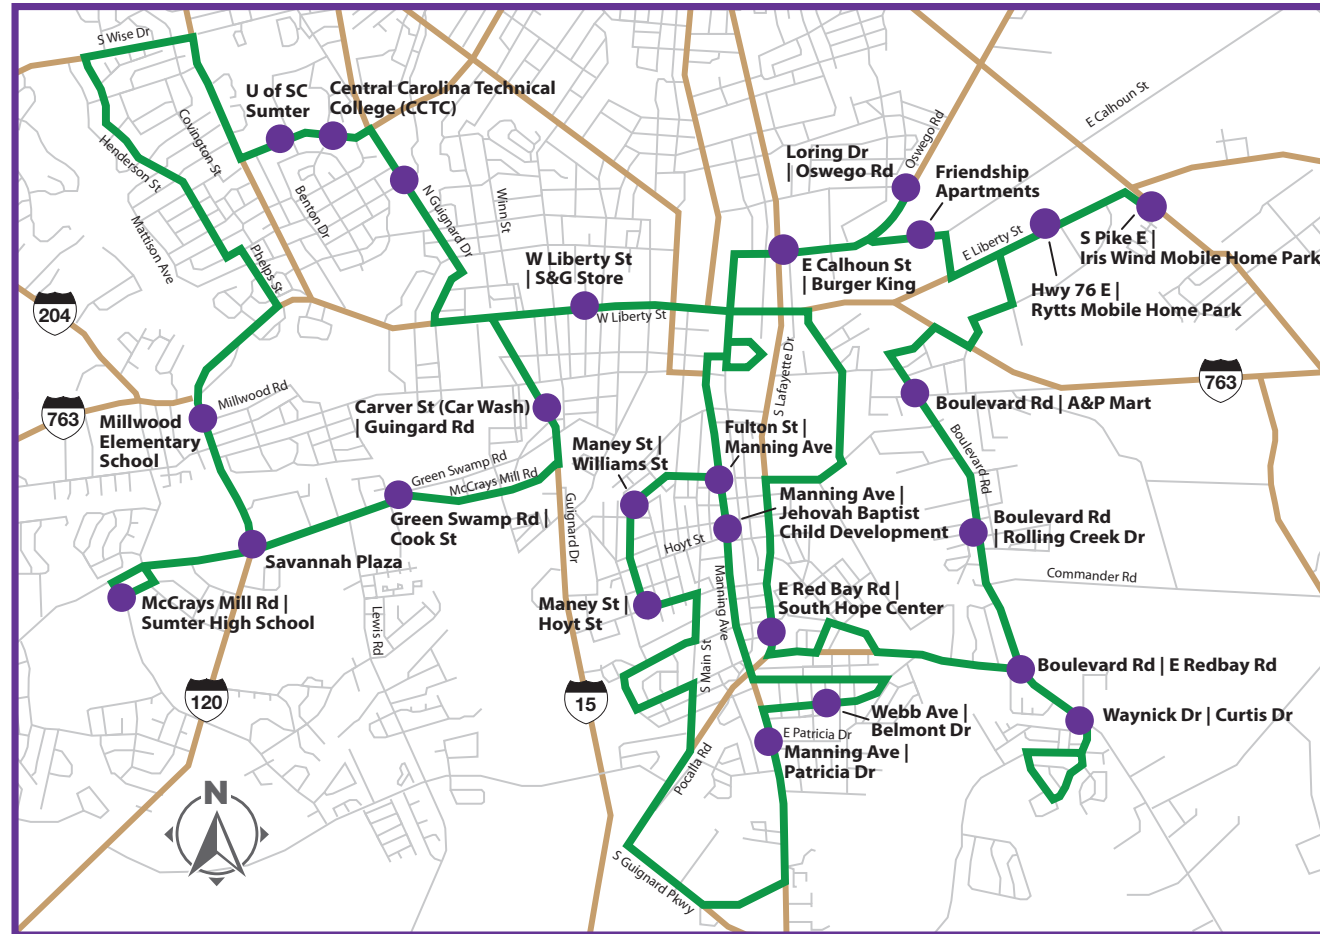 S Wise Dr
U of SC
Sumter
Central Carolina Technical
College (CCTC)
Covington St
Henderson St
Mattison Ave
Phelps St
Benton Dr
N Guignard Dr
Winn St
W Liberty St
| S&G Store
W Liberty St
Loring Dr
| Oswego Rd
Oswego Rd
E Calhoun St
Friendship
Apartments
E Liberty St
S Pike E |
Iris Wind Mobile Home Park
E Calhoun St
| Burger King
Hwy 76 E |
Rytts Mobile Home Park
204
763
763
Millwood Rd
Millwood
Elementary
School
Carver St (Car Wash)
| Guingard Rd
S Lafayette Dr
Boulevard Rd | A&P Mart
Boulevard Rd
Fulton St |
Manning Ave
Maney St |
Williams St
Green Swamp Rd
McCrays Mill Rd
Green Swamp Rd |
Cook St
Guignard Dr
Manning Ave |
Jehovah Baptist
Child Development
Boulevard Rd
| Rolling Creek Dr
Hoyt St
Savannah Plaza
Commander Rd
McCrays Mill Rd |
Sumter High School
Lewis Rd
Maney St |
Hoyt St
Manning Ave
E Red Bay Rd |
South Hope Center
S Main St
Boulevard Rd | E Redbay Rd
120
15
Webb Ave |
Belmont Dr
Waynick Dr | Curtis Dr
E Patricia Dr
Manning Ave |
Patricia Dr
Pocalla Rd
N
S Guignard Pkwy